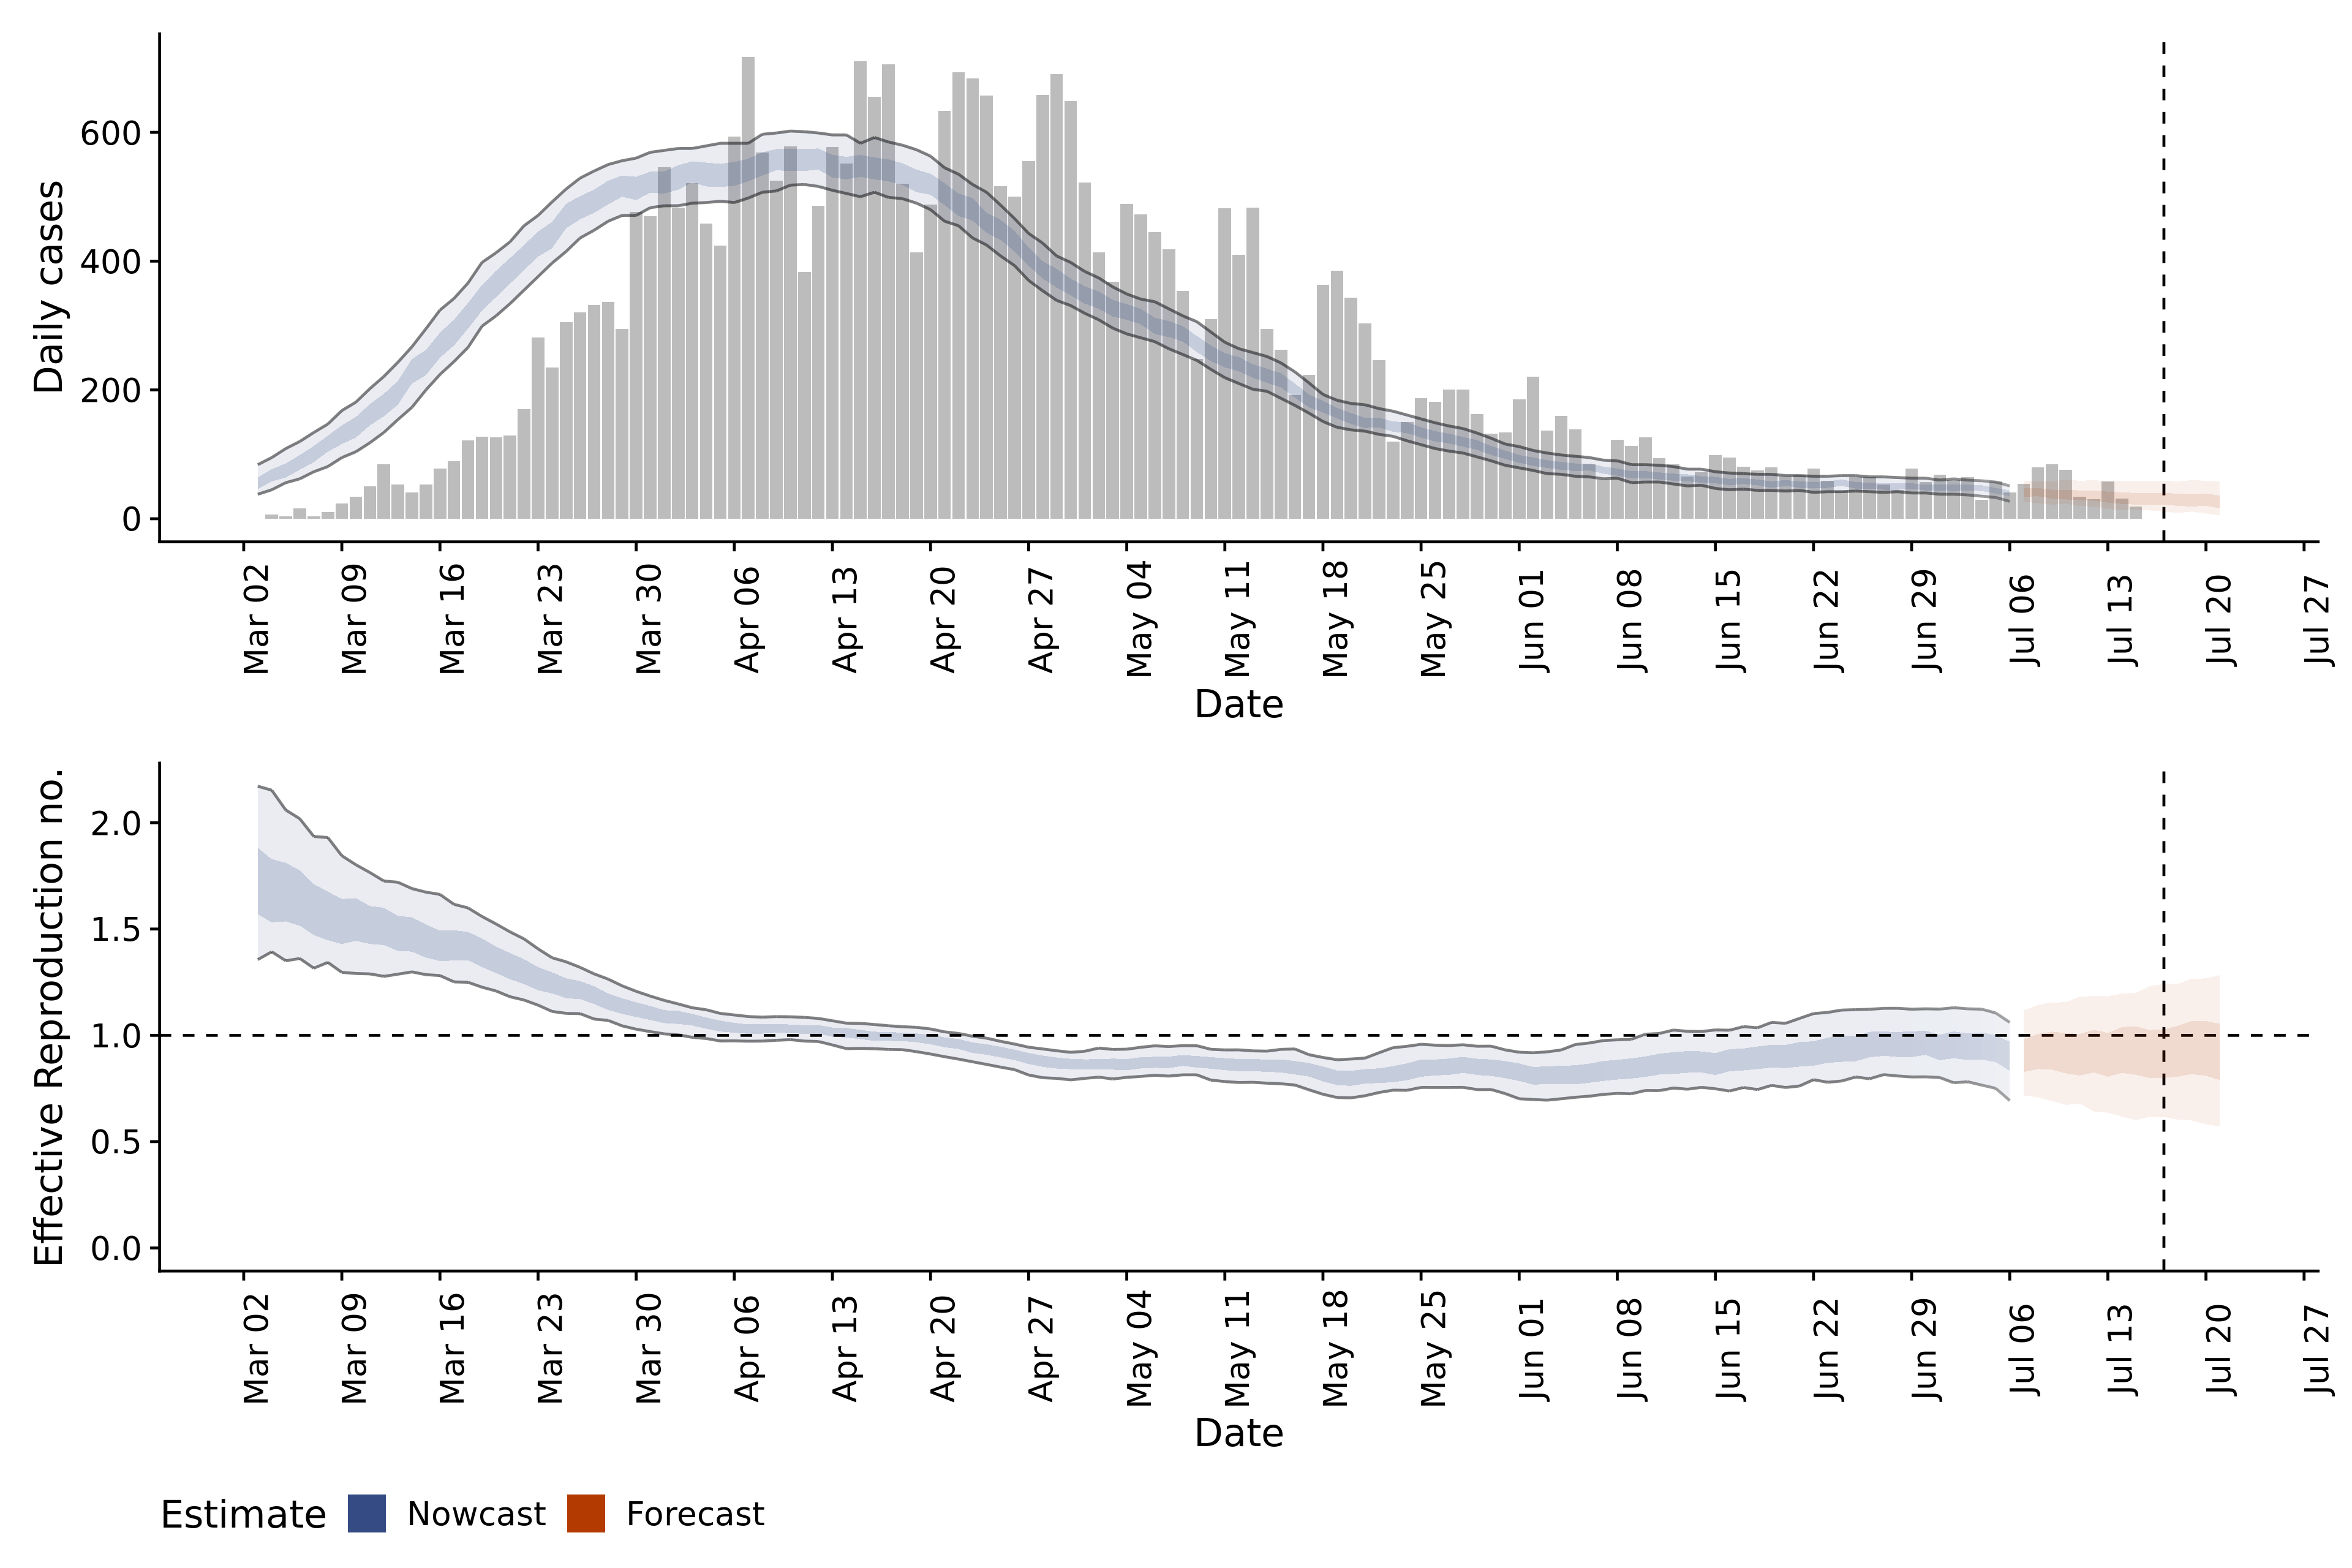 Daily cases
600
400
200
0
Mar 02
Mar 09
Mar 16
Mar 23
Mar 30
Apr 06
Apr 13
Apr 20
Apr 27
May 04
May 11
May 18
May 25
Jun 01
Jun 08
Jun 15
Jun 22
Jun 29
Jul 06
Jul 13
Jul 20
Jul 27
Date
Effective Reproduction no.
2.0
1.5
1.0
0.5
0.0
Mar 02
Mar 09
Mar 16
Mar 23
Mar 30
Apr 06
Apr 13
Apr 20
Apr 27
May 04
May 11
May 18
May 25
Jun 01
Jun 08
Jun 15
Jun 22
Jun 29
Jul 06
Jul 13
Jul 20
Jul 27
Date
Estimate Nowcast Forecast